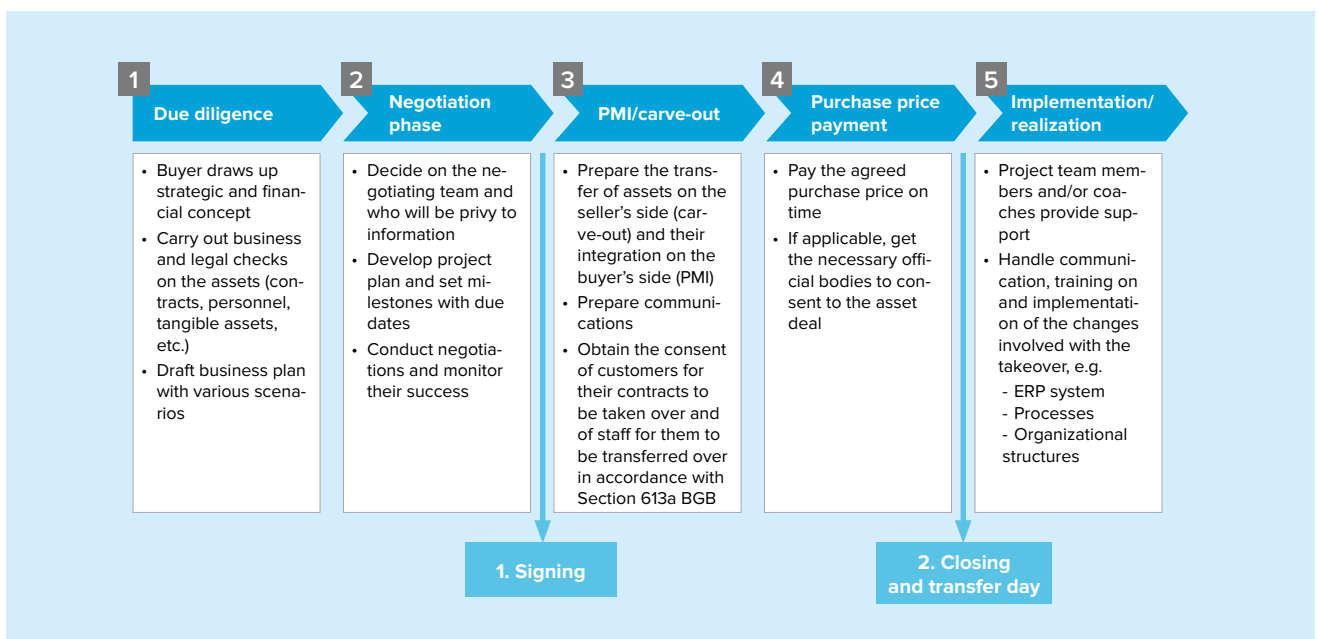 1
Due diligence
• Buyer draws up
strategic and finan-
cial concept
• Carry out business
and legal checks
on the assets (con-
tracts, personnel,
tangible assets,
etc.)
• Draft business plan
with various scena-
rios
2
Negotiation
phase
• Decide on the ne-
gotiating team and
who will be privy to
information
• Develop project
plan and set mi-
lestones with due
dates
• Conduct negotia-
tions and monitor
their success
3
PMI/carve-out
• Prepare the trans-
fer of assets on the
seller’s side (car-
ve-out) and their
integration on the
buyer’s side (PMI)
• Prepare communi-
cations
• Obtain the consent
of customers for
their contracts to
be taken over and
of staff for them to
be transferred over
in accordance with
Section 613a BGB
4
Purchase price
payment
• Pay the agreed
purchase price on
time
• If applicable, get
the necessary offi-
cial bodies to con-
sent to the asset
deal
5
Implementation/
realization
• Project team mem-
bers and/or coa-
ches provide sup-
port
• Handle communi-
cation, training on
and implementati-
on of the changes
involved with the
takeover, e.g.
- ERP system
- Processes
- Organizational
structures
1. Signing
2. Closing
and transfer day